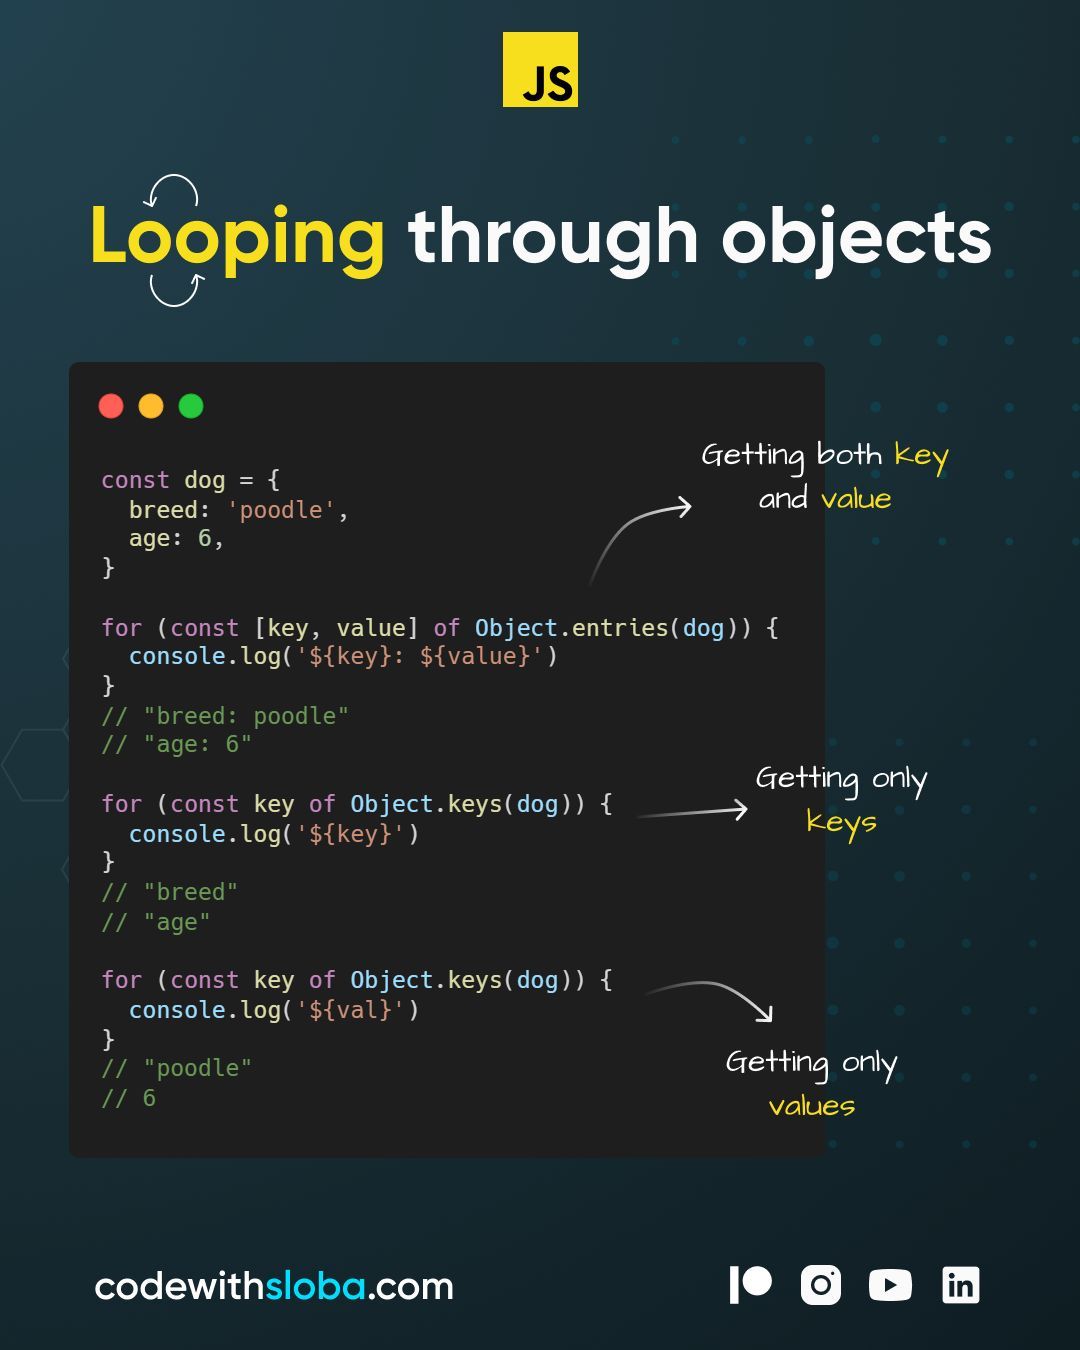 JS
Looping through objects
Getting both key
and value
const dog = {
  breed: 'poodle',
  age: 6,
}
for (const [key, value] of Object.entries(dog)) {
  console.log('${key}: ${value}')
}
// "breed: poodle"
// "age: 6"
Getting only
keys
for (const key of Object.keys(dog)) {
  console.log('${key}')
}
// "breed"
// "age"
for (const key of Object.keys(dog)) {
  console.log('${val}')
}
// "poodle"
// 6
Getting only
values
codewithsloba.com
in